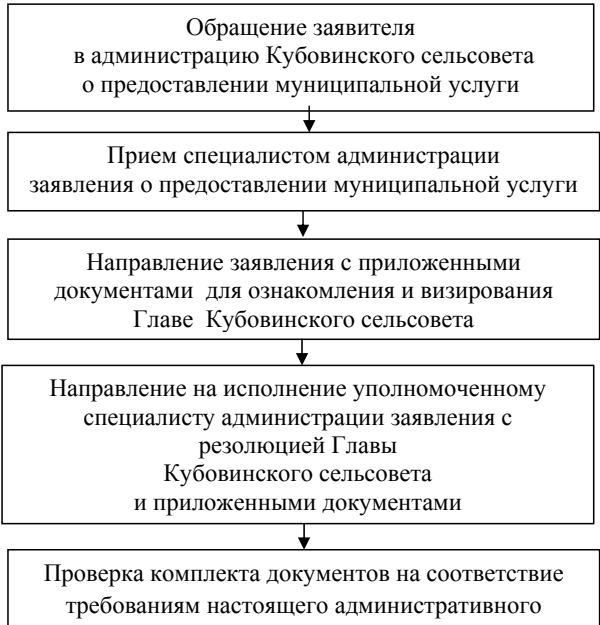 Обращение заявителя
в администрацию Кубовинского сельсовета
о предоставлении муниципальной услуги
Прием специалистом администрации
заявления о предоставлении муниципальной услуги
Направление заявления с приложенными
документами для ознакомления и визирования
Главе Кубовинского сельсовета
Направление на исполнение уполномоченному
специалисту администрации заявления с
резолюцией Главы
Кубовинского сельсовета
и приложенными документами
Проверка комплекта документов на соответствие
требованиям настоящего административного